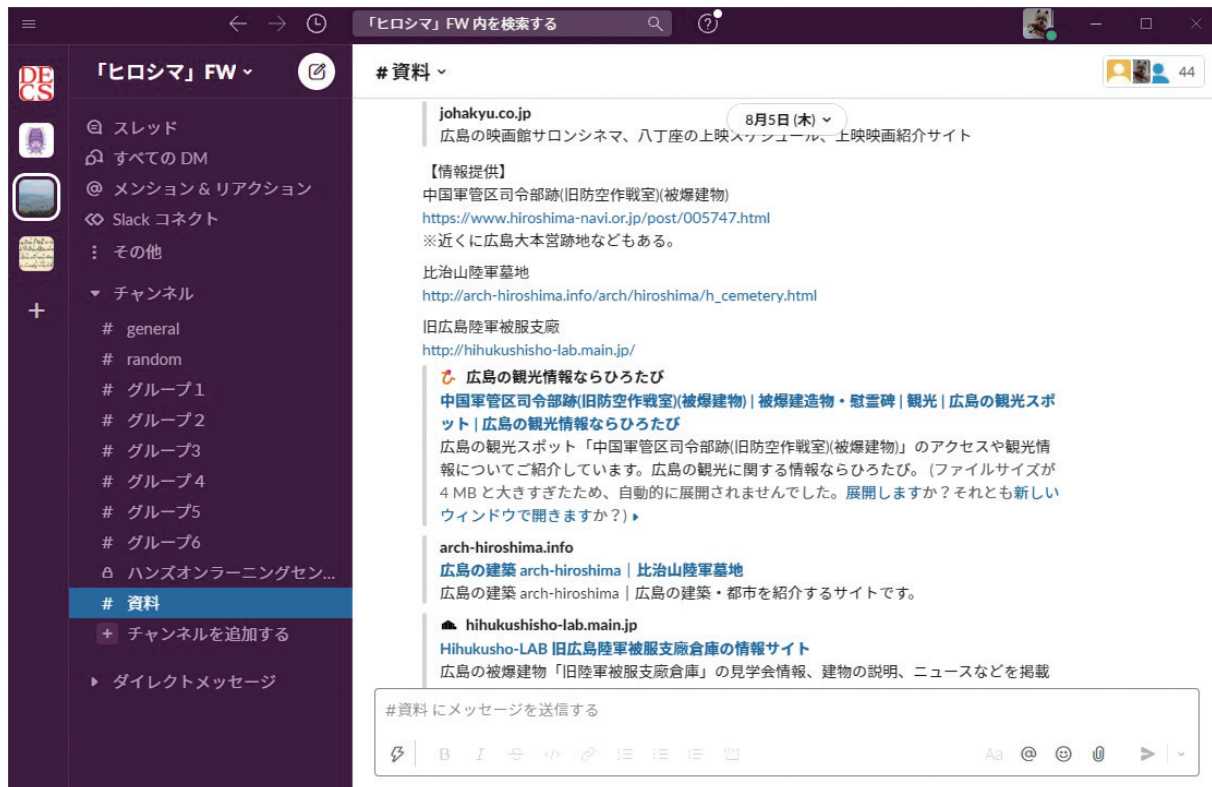 「ヒロシマ」FW 内を検索する
DECS
「ヒロシマ」FW
スレッド
すべての DM
@ メンション & リアクション
Slack コネクト
その他
チャンネル
# general
# random
# グループ１
# グループ２
# グループ3
# グループ４
# グループ5
# グループ6
ハンズオンラーニングセン...
# 資料
+ チャンネルを追加する
ダイレクトメッセージ
# 資料
44
8月5日 (木)
johakyu.co.jp
広島の映画館サロンシネマ、八丁座の上映スケジュール、上映映画紹介サイト
【情報提供】
中国軍管区司令部跡(旧防空作戦室)(被爆建物)
https://www.hiroshima-navi.or.jp/post/005747.html
※近くに広島大本営跡地などもある。
比治山陸軍墓地
http://arch-hiroshima.info/arch/hiroshima/h_cemetery.html
旧広島陸軍被服支廠
http://hihukushisho-lab.main.jp/
広島の観光情報ならひろたび
中国軍管区司令部跡(旧防空作戦室)(被爆建物) | 被爆建造物・慰霊碑 | 観光 | 広島の観光スポ
ット | 広島の観光情報ならひろたび
広島の観光スポット「中国軍管区司令部跡(旧防空作戦室)(被爆建物)」のアクセスや観光情
報についてご紹介しています。広島の観光に関する情報ならひろたび。 (ファイルサイズが
4 MB と大きすぎたため、自動的に展開されませんでした。展開しますか？それとも新しい
ウィンドウで開きますか？)
arch-hiroshima.info
広島の建築 arch-hiroshima｜比治山陸軍墓地
広島の建築 arch-hiroshima｜広島の建築・都市を紹介するサイトです。
hihukushisho-lab.main.jp
Hihukusho-LAB 旧広島陸軍被服支廠倉庫の情報サイト
広島の被爆建物「旧陸軍被服支廠倉庫」の見学会情報、建物の説明、ニュースなどを掲載
#資料 にメッセージを送信する
B I S </> Aa @